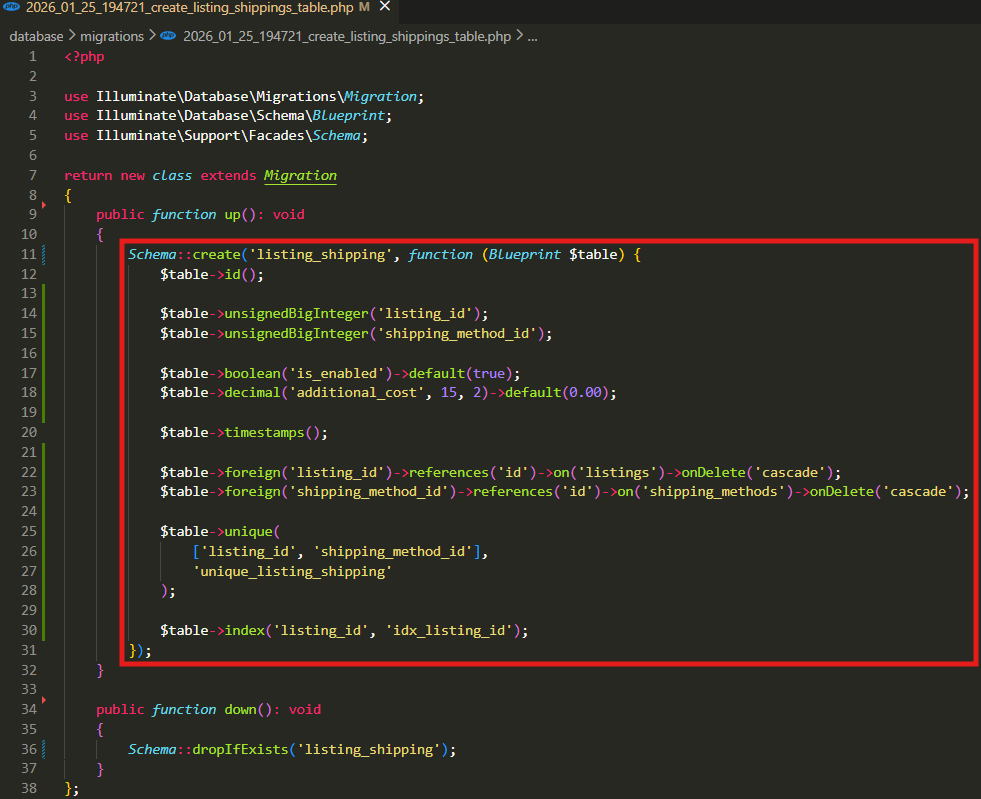 php 2026_01_25_194721_create_listing_shippings_table.php M ×
database > migrations > php 2026_01_25_194721_create_listing_shippings_table.php > ...
1 <?php
2
3 use Illuminate\Database\Migrations\Migration;
4 use Illuminate\Database\Schema\Blueprint;
5 use Illuminate\Support\Facades\Schema;
6
7 return new class extends Migration
8 {
9     public function up(): void
10     {
11         Schema::create('listing_shipping', function (Blueprint $table) {
12             $table->id();
13
14             $table->unsignedBigInteger('listing_id');
15             $table->unsignedBigInteger('shipping_method_id');
16
17             $table->boolean('is_enabled')->default(true);
18             $table->decimal('additional_cost', 15, 2)->default(0.00);
19
20             $table->timestamps();
21
22             $table->foreign('listing_id')->references('id')->on('listings')->onDelete('cascade');
23             $table->foreign('shipping_method_id')->references('id')->on('shipping_methods')->onDelete('cascade');
24
25             $table->unique(
26                 ['listing_id', 'shipping_method_id'],
27                 'unique_listing_shipping'
28             );
29
30             $table->index('listing_id', 'idx_listing_id');
31         });
32     }
33
34     public function down(): void
35     {
36         Schema::dropIfExists('listing_shipping');
37     }
38 };